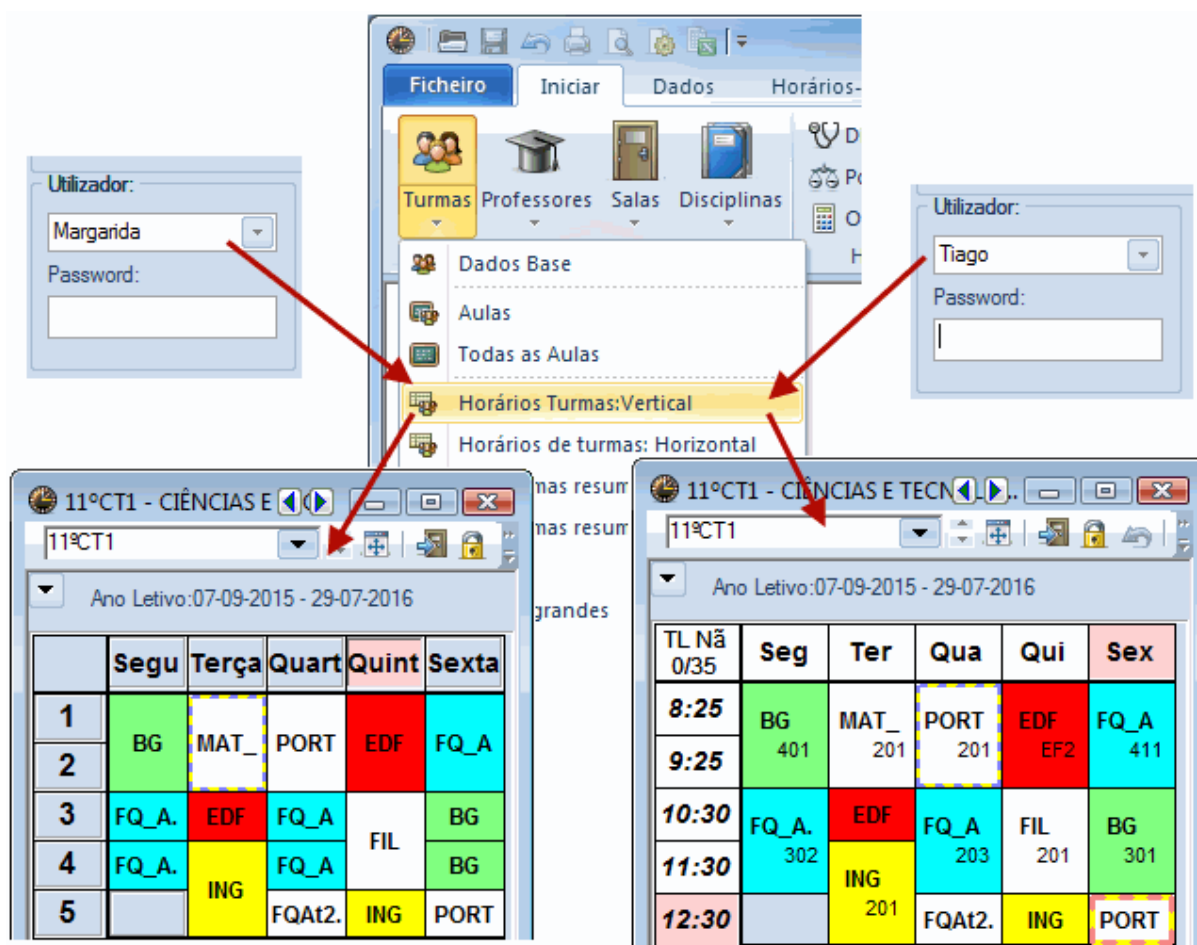 Ficheiro Iniciar Dados Horários-
Turmas Professores Salas Disciplinas
Utilizador:
Margarida
Password:
Utilizador:
Tiago
Password:
Dados Base
Aulas
Todas as Aulas
Horários Turmas:Vertical
Horários de turmas: Horizontal
mas resum
mas resum
grandes
11ºCT1 - CIÊNCIAS E
11ºCT1
Ano Letivo:07-09-2015 - 29-07-2016
Segu Terça Quart Quint Sexta
1
BG MAT_ PORT EDF FQ_A
2
3 FQ_A. EDF FQ_A BG
FIL
4 FQ_A. FQ_A BG
ING
5 FQAt2. ING PORT
11ºCT1 - CIÊNCIAS E TECN
11ºCT1
Ano Letivo:07-09-2015 - 29-07-2016
TL Nã
0/35 Seg Ter Qua Qui Sex
8:25 BG MAT_ PORT EDF FQ_A
401 201 201 EF2 411
9:25
10:30 FQ_A. EDF FQ_A FIL BG
302 203 201 301
11:30 ING
201
12:30 FQAt2. ING PORT